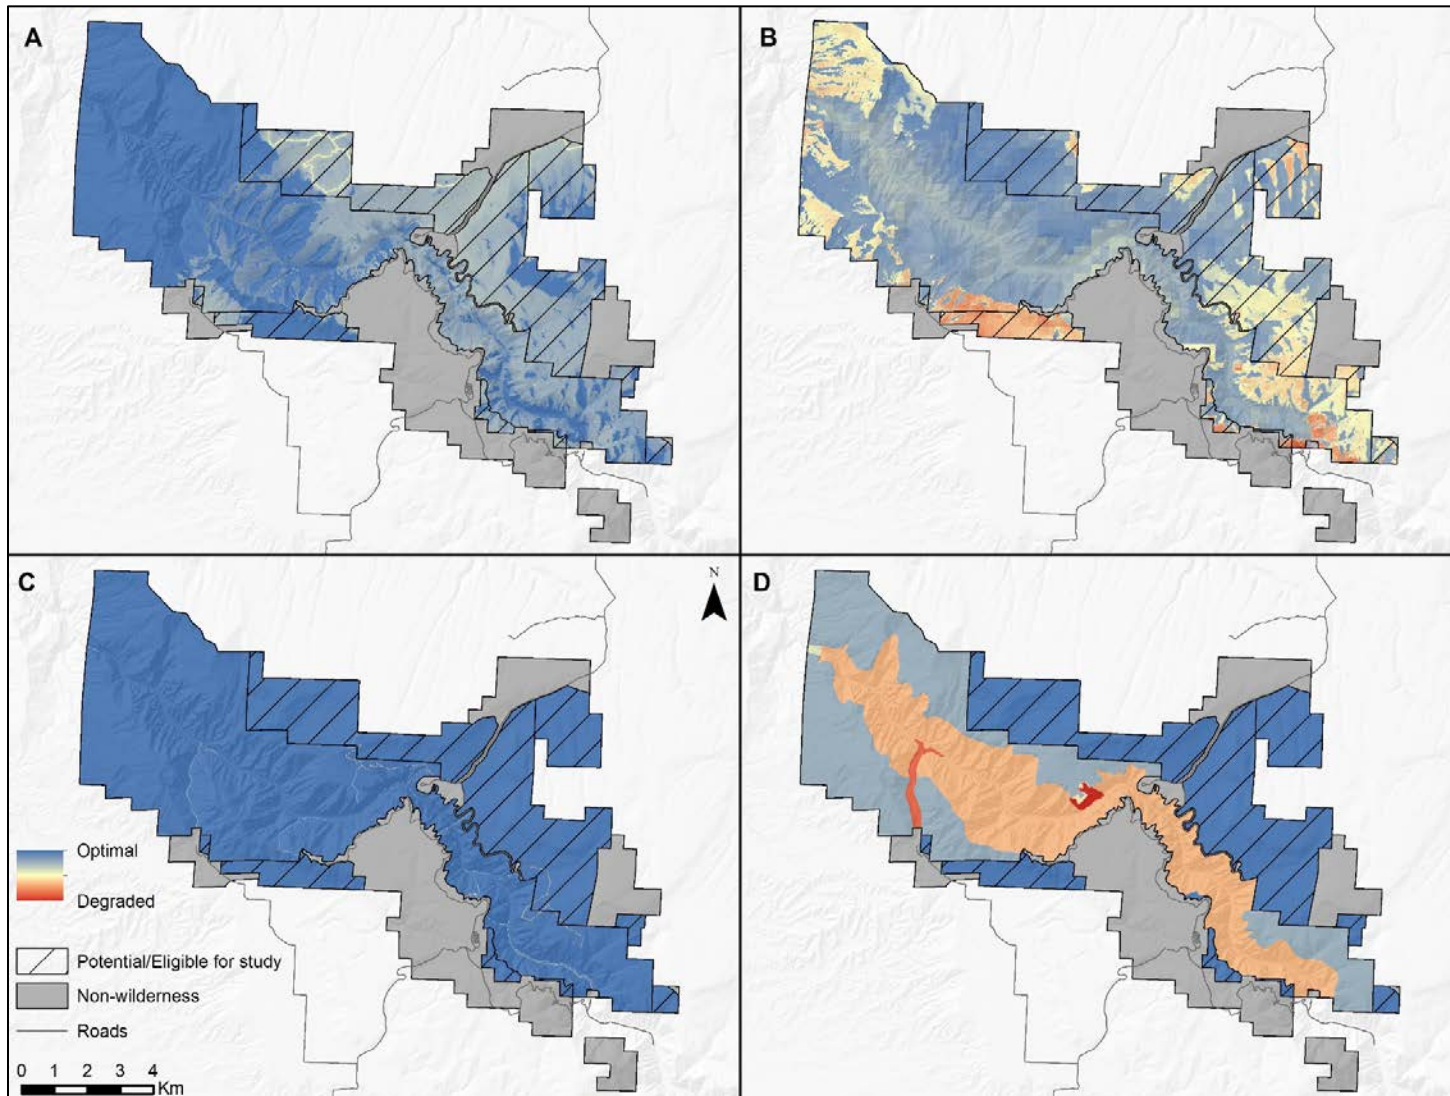 A
B
C
N
D
Optimal
Degraded
Potential/Eligible for study
Non-wilderness
Roads
0 1 2 3 4
Km